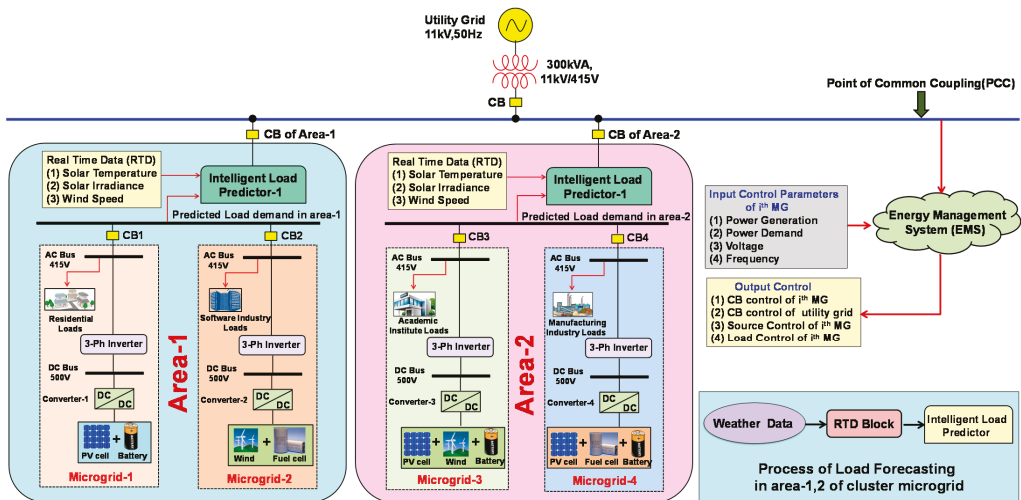 Utility Grid
11kV,50Hz
300kVA,
11kV/415V
CB
Point of Common Coupling(PCC)
CB of Area-1
Real Time Data (RTD)
(1) Solar Temperature
(2) Solar Irradiance
(3) Wind Speed
Intelligent Load
Predictor-1
Predicted Load demand in area-1
CB1
CB2
AC Bus
415V
Residential
Loads
3-Ph Inverter
DC Bus
500V
Converter-1
DC
DC
PV cell
+
Battery
Microgrid-1
Area-1
AC Bus
415V
Software Industry
Loads
3-Ph Inverter
DC Bus
500V
Converter-2
DC
DC
Wind
+
Fuel cell
Microgrid-2
CB of Area-2
Real Time Data (RTD)
(1) Solar Temperature
(2) Solar Irradiance
(3) Wind Speed
Intelligent Load
Predictor-1
Predicted Load demand in area-2
CB3
CB4
AC Bus
415V
Academic
Institute Loads
3-Ph Inverter
DC Bus
500V
Converter-3
DC
DC
PV cell
+
Wind
+
Battery
Microgrid-3
Area-2
AC Bus
415V
Manufacturing
Industry Loads
3-Ph Inverter
DC Bus
500V
Converter-4
DC
DC
PV cell
+
Fuel cell
+
Battery
Microgrid-4
Input Control Parameters
of ith MG
(1) Power Generation
(2) Power Demand
(3) Voltage
(4) Frequency
Energy Management
System (EMS)
Output Control
(1) CB control of ith MG
(2) CB control of utility grid
(3) Source Control of ith MG
(4) Load Control of ith MG
Weather Data
RTD Block
Intelligent Load
Predictor
Process of Load Forecasting
in area-1,2 of cluster microgrid